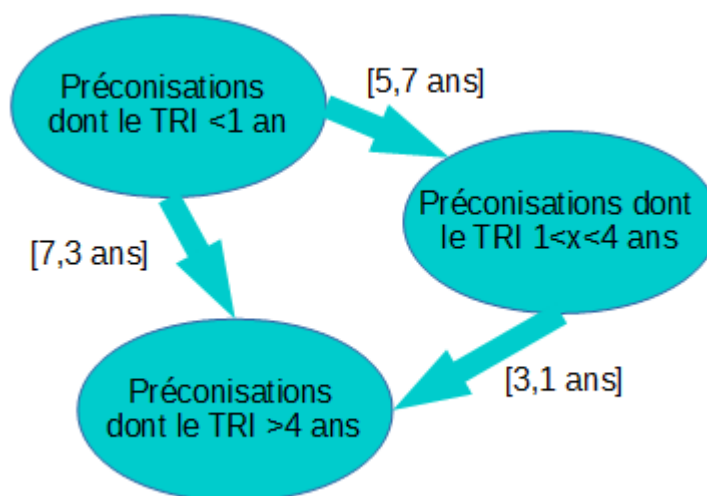 Préconisations
dont le TRI <1 an
[5,7 ans]
Préconisations dont
le TRI 1<x<4 ans
[7,3 ans]
[3,1 ans]
Préconisations
dont le TRI >4 ans